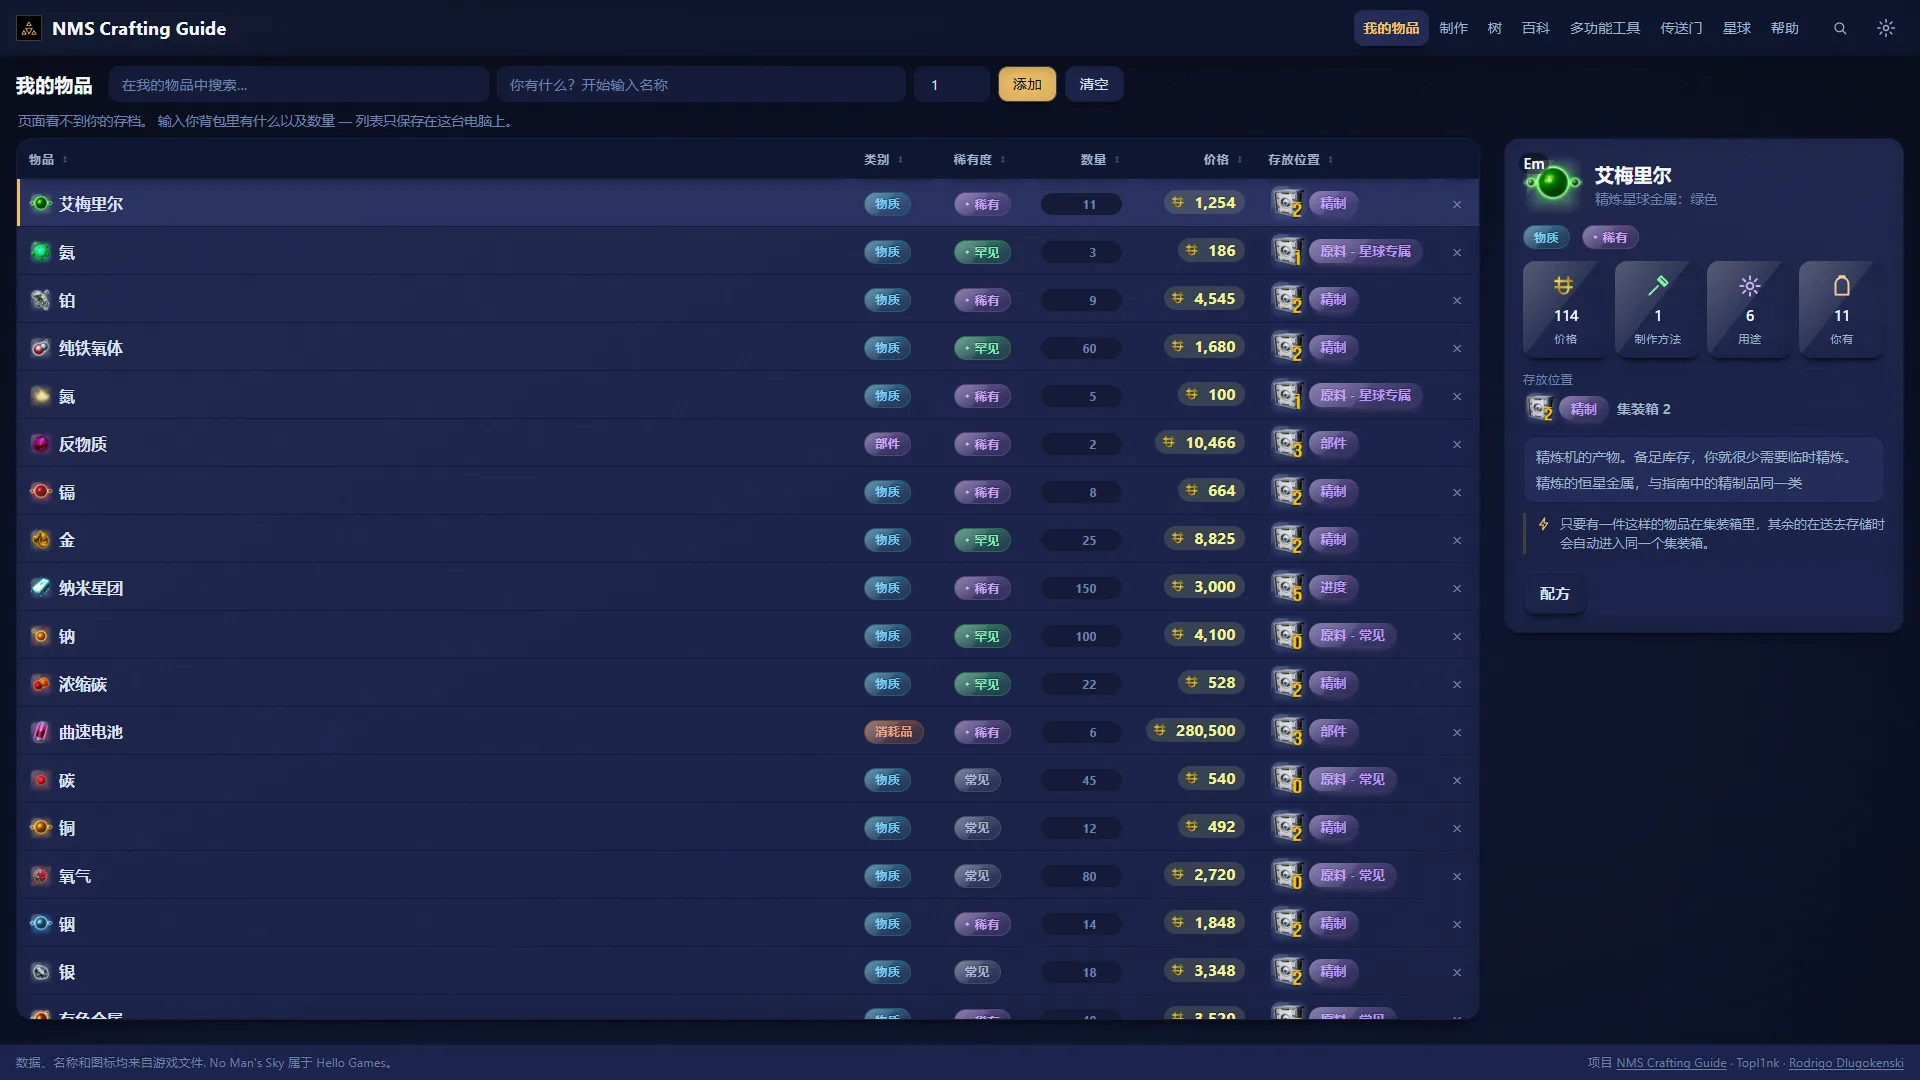 NMS Crafting Guide
我的物品 制作 树 百科 多功能工具 传送门 星球 帮助
我的物品 在我的物品中搜索... 你有什么？开始输入名称 1 添加 清空
页面看不到你的存档。 输入你背包里有什么以及数量 — 列表只保存在这台电脑上。
物品 类别 稀有度 数量 价格 存放位置
艾梅里尔 物质 稀有 11 1,254 2 精制 ×
氨 物质 罕见 3 186 1 原料 - 星球专属 ×
铂 物质 稀有 9 4,545 2 精制 ×
纯铁氧体 物质 罕见 60 1,680 2 精制 ×
氮 物质 稀有 5 100 1 原料 - 星球专属 ×
反物质 部件 稀有 2 10,466 3 部件 ×
镉 物质 稀有 8 664 2 精制 ×
金 物质 罕见 25 8,825 2 精制 ×
纳米星团 物质 稀有 150 3,000 5 进度 ×
钠 物质 罕见 100 4,100 0 原料 - 常见 ×
浓缩碳 物质 罕见 22 528 2 精制 ×
曲速电池 消耗品 稀有 6 280,500 3 部件 ×
碳 物质 常见 45 540 0 原料 - 常见 ×
铜 物质 常见 12 492 2 精制 ×
氧气 物质 常见 80 2,720 0 原料 - 常见 ×
铟 物质 稀有 14 1,848 2 精制 ×
银 物质 常见 18 3,348 2 精制 ×
有色金属 物质 稀有 3,520 原料 - 常见
Em
艾梅里尔
精炼星球金属：绿色
物质 稀有
114 1 6 11
价格 制作方法 用途 你有
存放位置
2 精制 集装箱 2
精炼机的产物。备足库存，你就很少需要临时精炼。
精炼的恒星金属，与指南中的精制品同一类
只要有一件这样的物品在集装箱里，其余的在送去存储时
会自动进入同一个集装箱。
配方
数据、名称和图标均来自游戏文件. No Man's Sky 属于 Hello Games。
项目 NMS Crafting Guide · Topl1nk · Rodrigo Dlugokenski